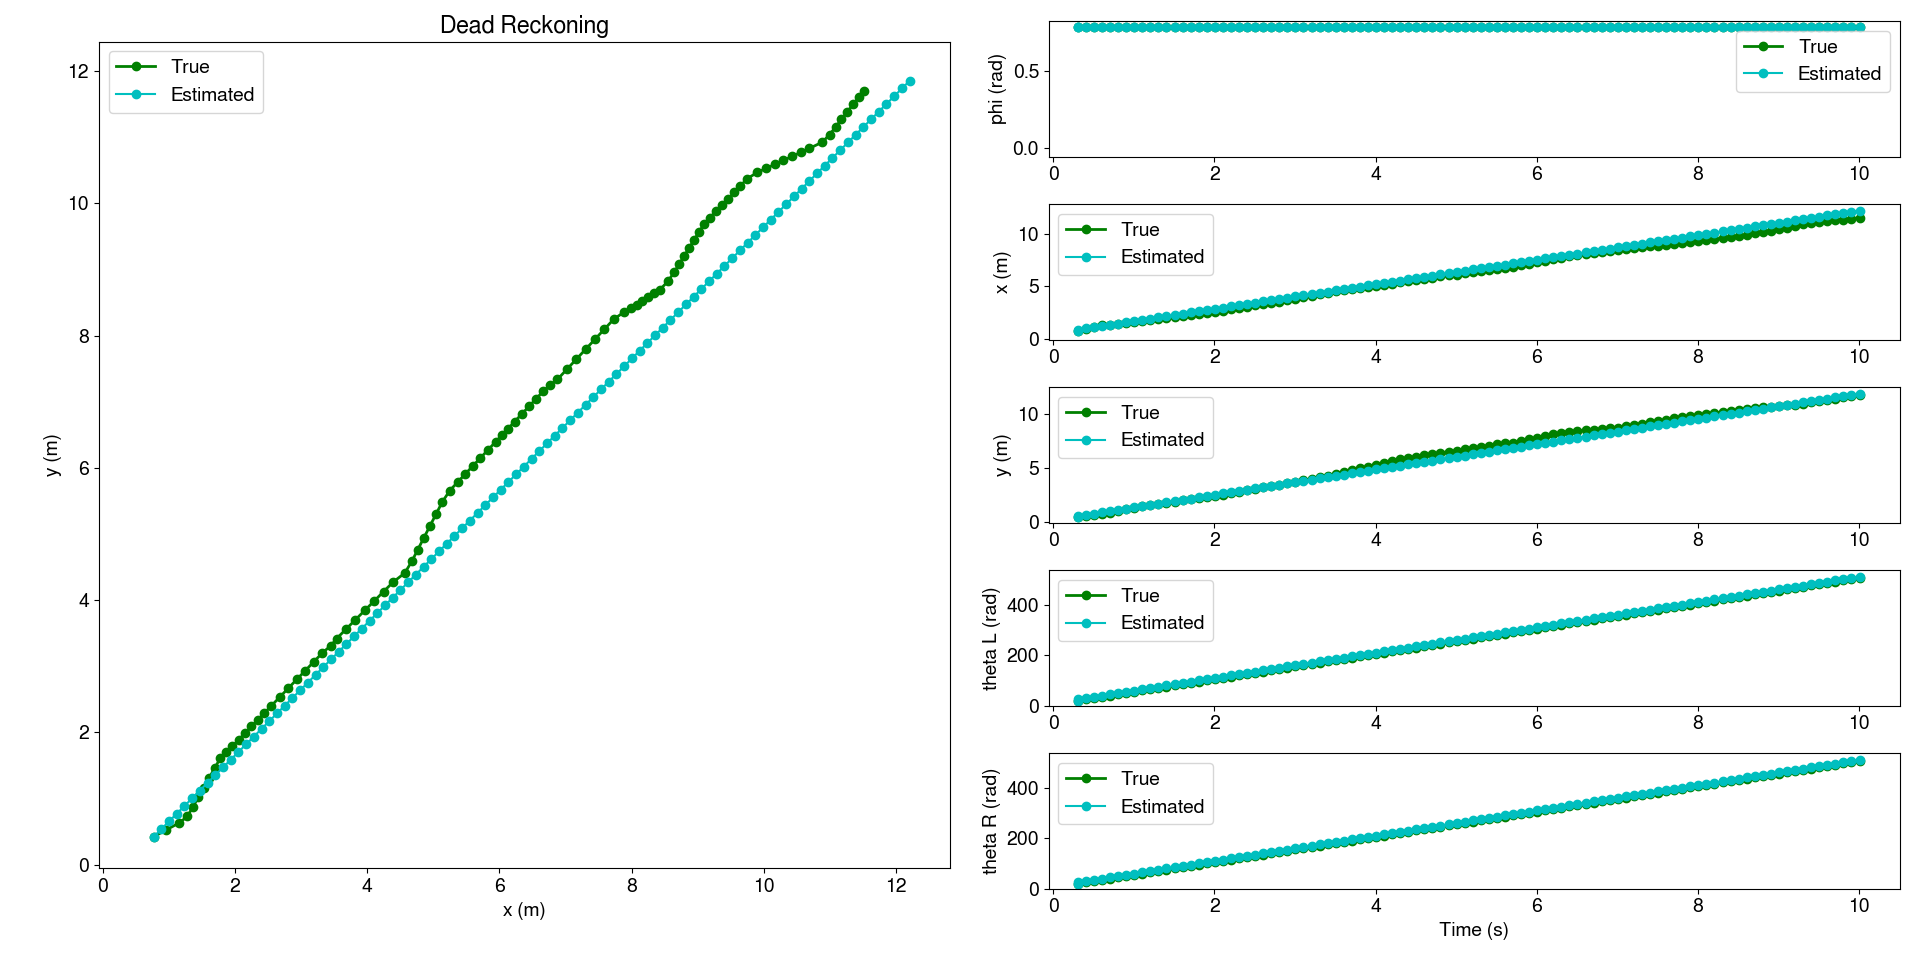 Dead Reckoning
True
Estimated
12
10
8
6
4
2
0
y (m)
0 2 4 6 8 10 12
x (m)
phi (rad)
0.5
0.0
True
Estimated
0 2 4 6 8 10
x (m)
10
5
0
True
Estimated
0 2 4 6 8 10
y (m)
10
5
0
True
Estimated
0 2 4 6 8 10
theta L (rad)
400
200
0
True
Estimated
0 2 4 6 8 10
theta R (rad)
400
200
0
True
Estimated
0 2 4 6 8 10
Time (s)